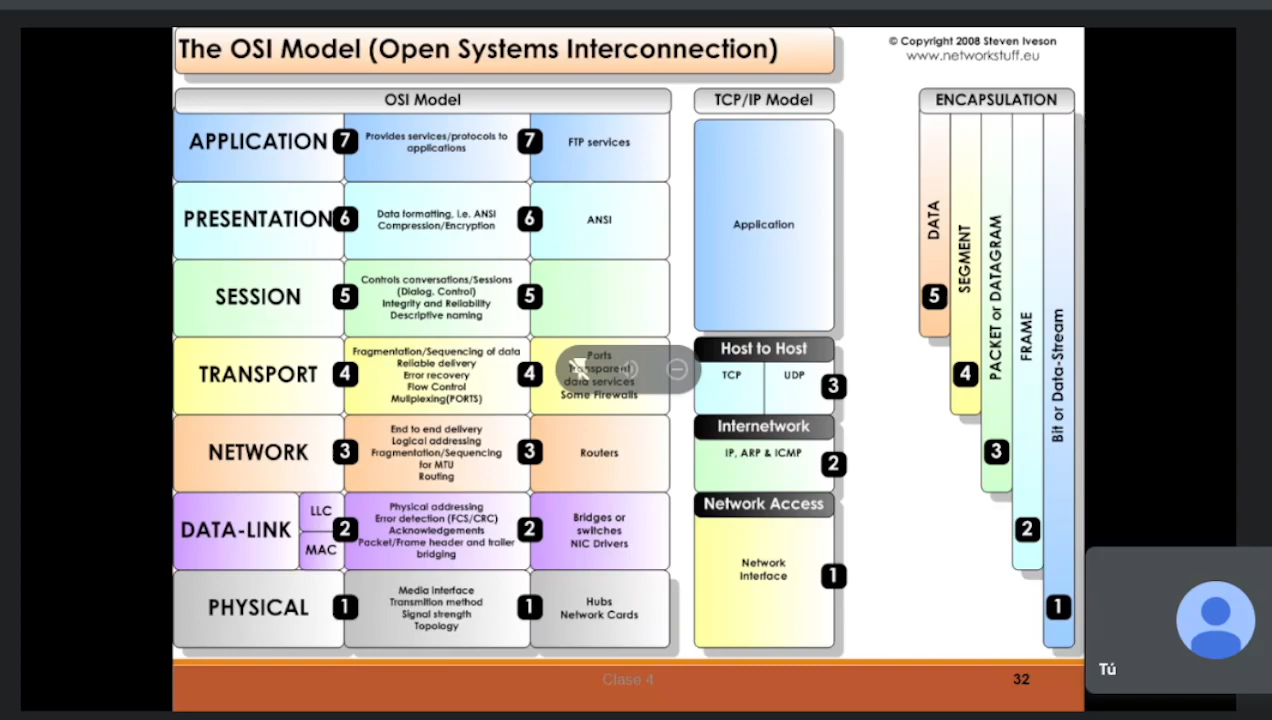 The OSI Model (Open Systems Interconnection)
© Copyright 2008 Steven Iveson
www.networkstuff.eu
OSI Model
TCP/IP Model
ENCAPSULATION
APPLICATION
7
Provides services/protocols to
applications
7
FTP services
PRESENTATION
6
Data formatting, i.e. ANSI
Compression/Encryption
6
ANSI
SESSION
5
Controls conversations/Sessions
(Dialog, Control)
Integrity and Reliability
Descriptive naming
5
TRANSPORT
4
Fragmentation/Sequencing of data
Reliable delivery
Error recovery
Flow Control
Muliplexing(PORTS)
4
Ports
Transparent
data services
Some Firewalls
NETWORK
3
End to end delivery
Logical addressing
Fragmentation/Sequencing
for MTU
Routing
3
Routers
DATA-LINK
LLC
MAC
2
Physical addressing
Error detection (FCS/CRC)
Acknowledgements
Packet/Frame header and trailer
bridging
2
Bridges or
switches
NIC Drivers
PHYSICAL
1
Media Interface
Transmition method
Signal strength
Topology
1
Hubs
Network Cards
Application
Host to Host
TCP
UDP
3
Internetwork
IP, ARP & ICMP
2
Network Access
Network
Interface
1
DATA
5
SEGMENT
4
PACKET or DATAGRAM
3
FRAME
2
Bit or Data-Stream
1
Clase 4
32
Tú